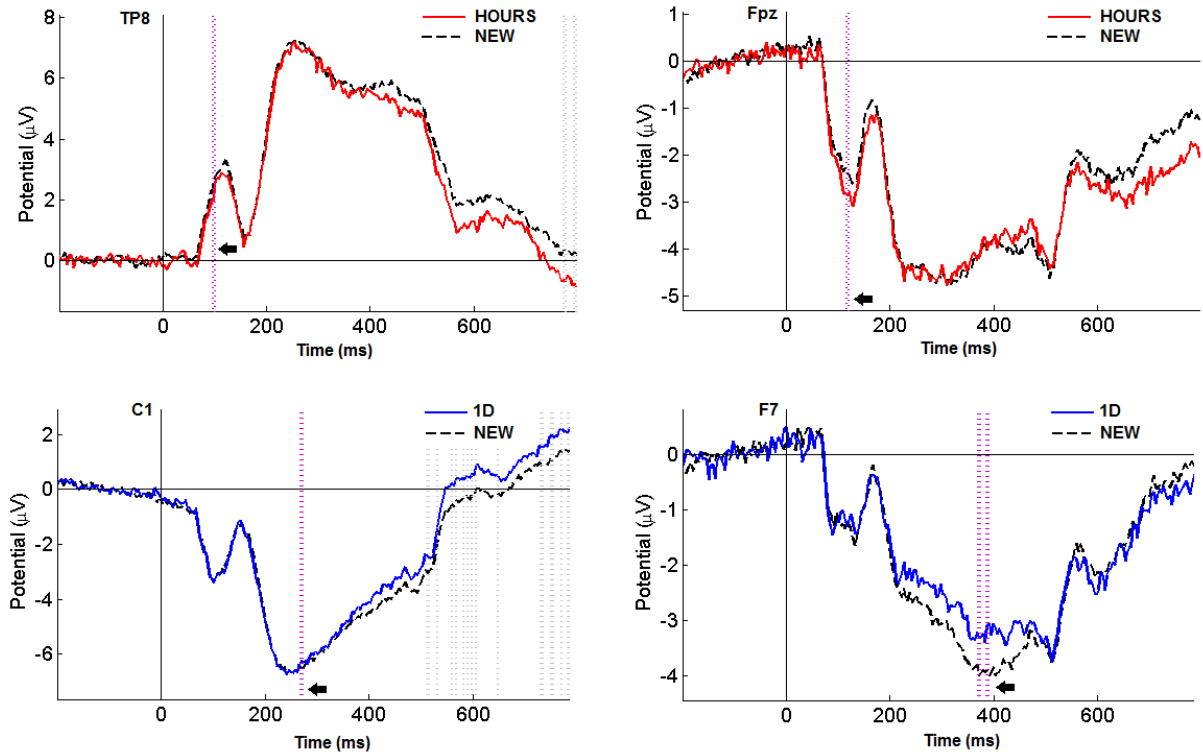 TP8
HOURS
NEW
Potential (µV)
8
6
4
2
0
0 200 400 600
Time (ms)
Fpz
HOURS
NEW
Potential (µV)
1
0
-1
-2
-3
-4
-5
0 200 400 600
Time (ms)
C1
1D
NEW
Potential (µV)
2
0
-2
-4
-6
0 200 400 600
Time (ms)
F7
1D
NEW
Potential (µV)
0
-1
-2
-3
-4
0 200 400 600
Time (ms)